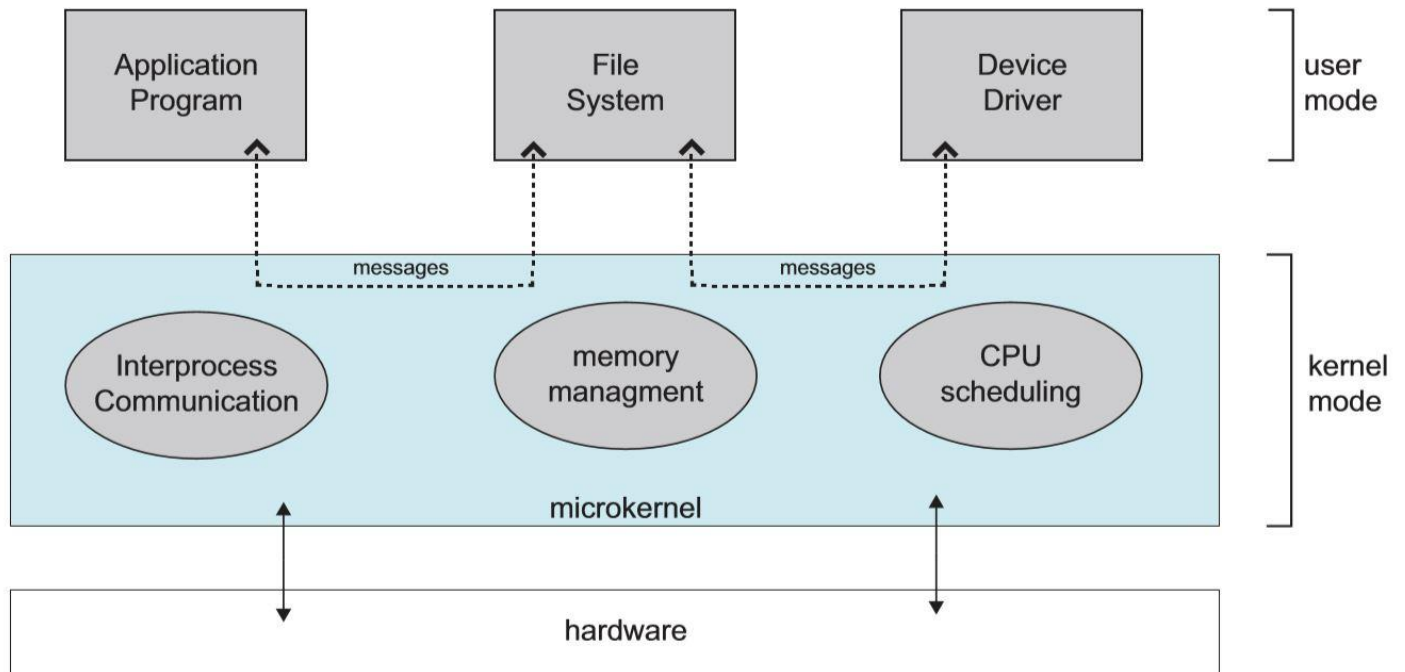 Application
Program
File
System
Device
Driver
user
mode
messages
messages
Interprocess
Communication
memory
managment
CPU
scheduling
kernel
mode
microkernel
hardware